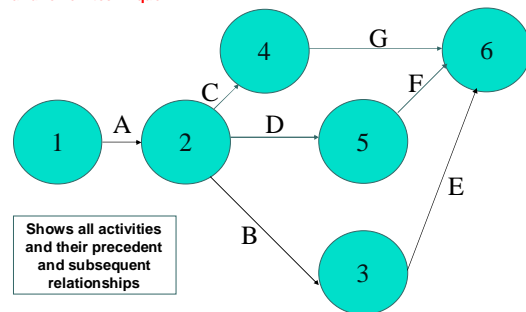 4
G
6
C
F
A
1
2
D
5
E
B
3
Shows all activities
and their precedent
and subsequent
relationships